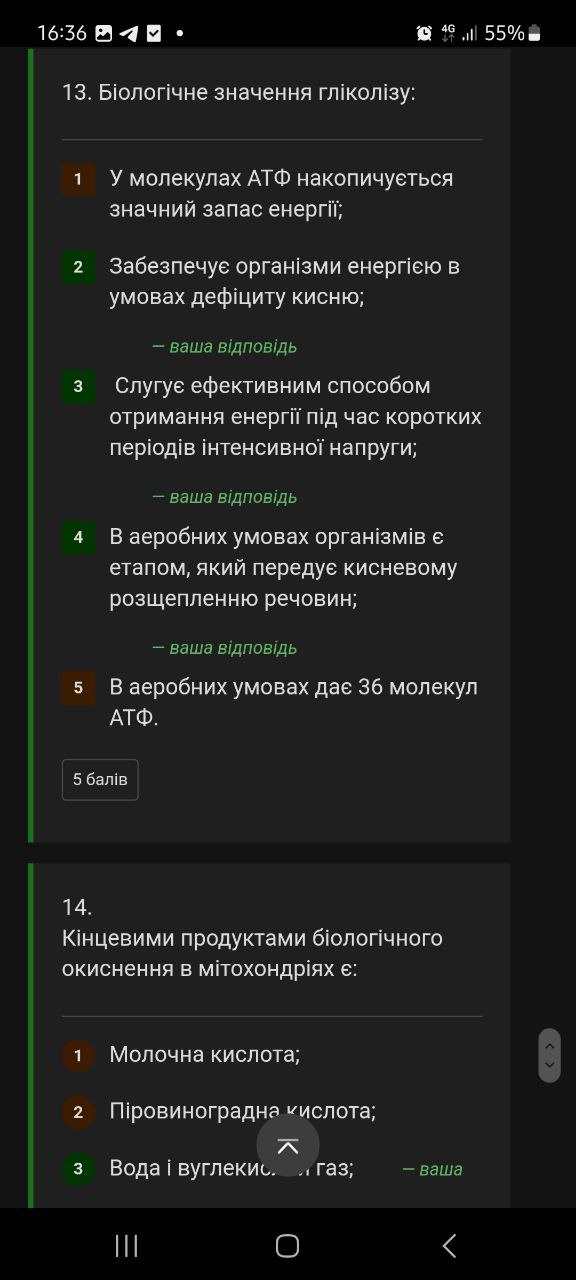 16:36
4G
55%
13. Біологічне значення гліколізу:
1
У молекулах АТФ накопичується
значний запас енергії;
2
Забезпечує організми енергією в
умовах дефіциту кисню;
— ваша відповідь
3
Слугує ефективним способом
отримання енергії під час коротких
періодів інтенсивної напруги;
— ваша відповідь
4
В аеробних умовах організмів є
етапом, який передує кисневому
розщепленню речовин;
— ваша відповідь
5
В аеробних умовах дає 36 молекул
АТФ.
5 балів
14.
Кінцевими продуктами біологічного
окиснення в мітохондріях є:
1
Молочна кислота;
2
Піровиноградна кислота;
3
Вода і газ; — ваша